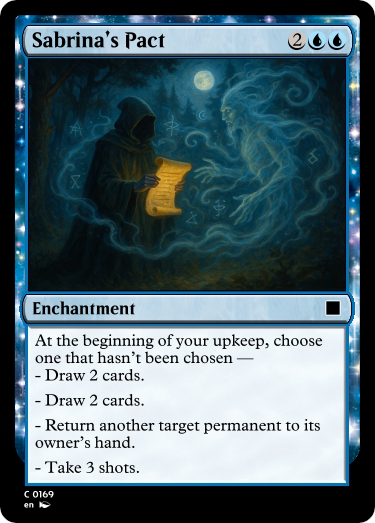 Sabrina's Pact 2
Enchantment
At the beginning of your upkeep, choose
one that hasn't been chosen —
- Draw 2 cards.
- Draw 2 cards.
- Return another target permanent to its
owner's hand.
- Take 3 shots.
C 0169
en